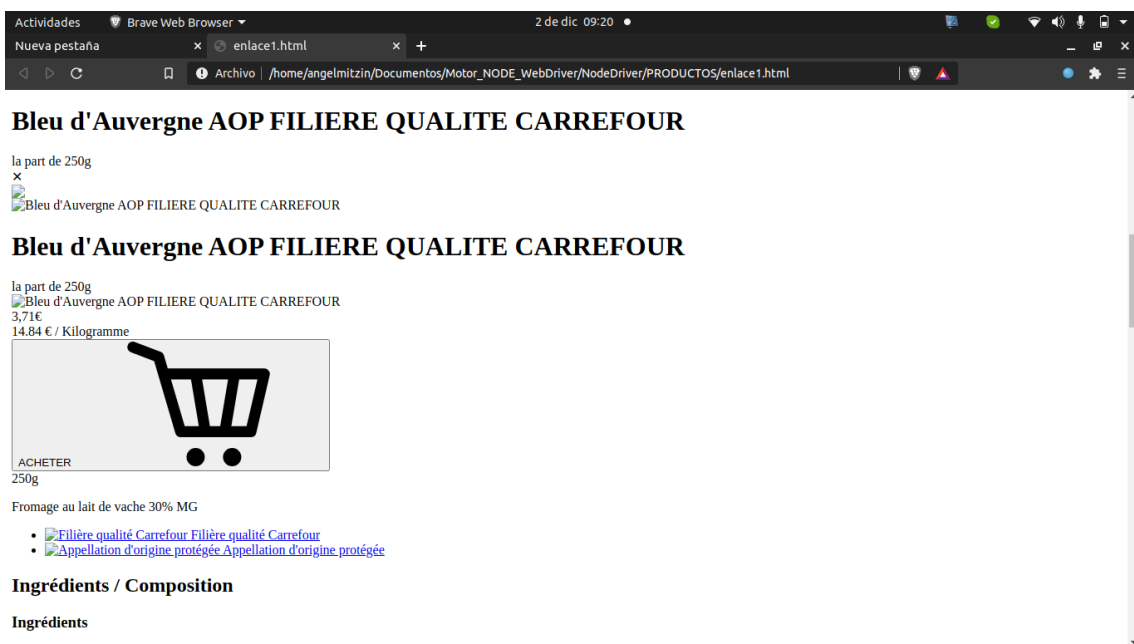 Actividades Brave Web Browser 2 de dic 09:20
Nueva pestaña × enlace1.html × +
Archivo | /home/angelmitzin/Documentos/Motor_NODE_WebDriver/NodeDriver/PRODUCTOS/enlace1.html
Bleu d'Auvergne AOP FILIERE QUALITE CARREFOUR
la part de 250g
✕
Bleu d'Auvergne AOP FILIERE QUALITE CARREFOUR
Bleu d'Auvergne AOP FILIERE QUALITE CARREFOUR
la part de 250g
Bleu d'Auvergne AOP FILIERE QUALITE CARREFOUR
3,71€
14.84 € / Kilogramme
ACHETER
250g
Fromage au lait de vache 30% MG
• Filière qualité Carrefour Filière qualité Carrefour
• Appellation d'origine protégée Appellation d'origine protégée
Ingrédients / Composition
Ingrédients